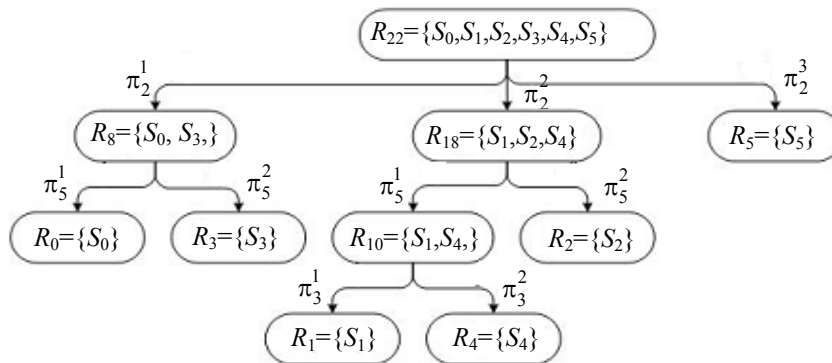 R₂₂={S₀,S₁,S₂,S₃,S₄,S₅}
π₂¹ π₂² π₂³
R₈={S₀, S₃,} R₁₈={S₁,S₂,S₄} R₅={S₅}
π₅¹ π₅² π₅¹ π₅²
R₀={S₀} R₃={S₃} R₁₀={S₁,S₄,} R₂={S₂}
π₃¹ π₃²
R₁={S₁} R₄={S₄}